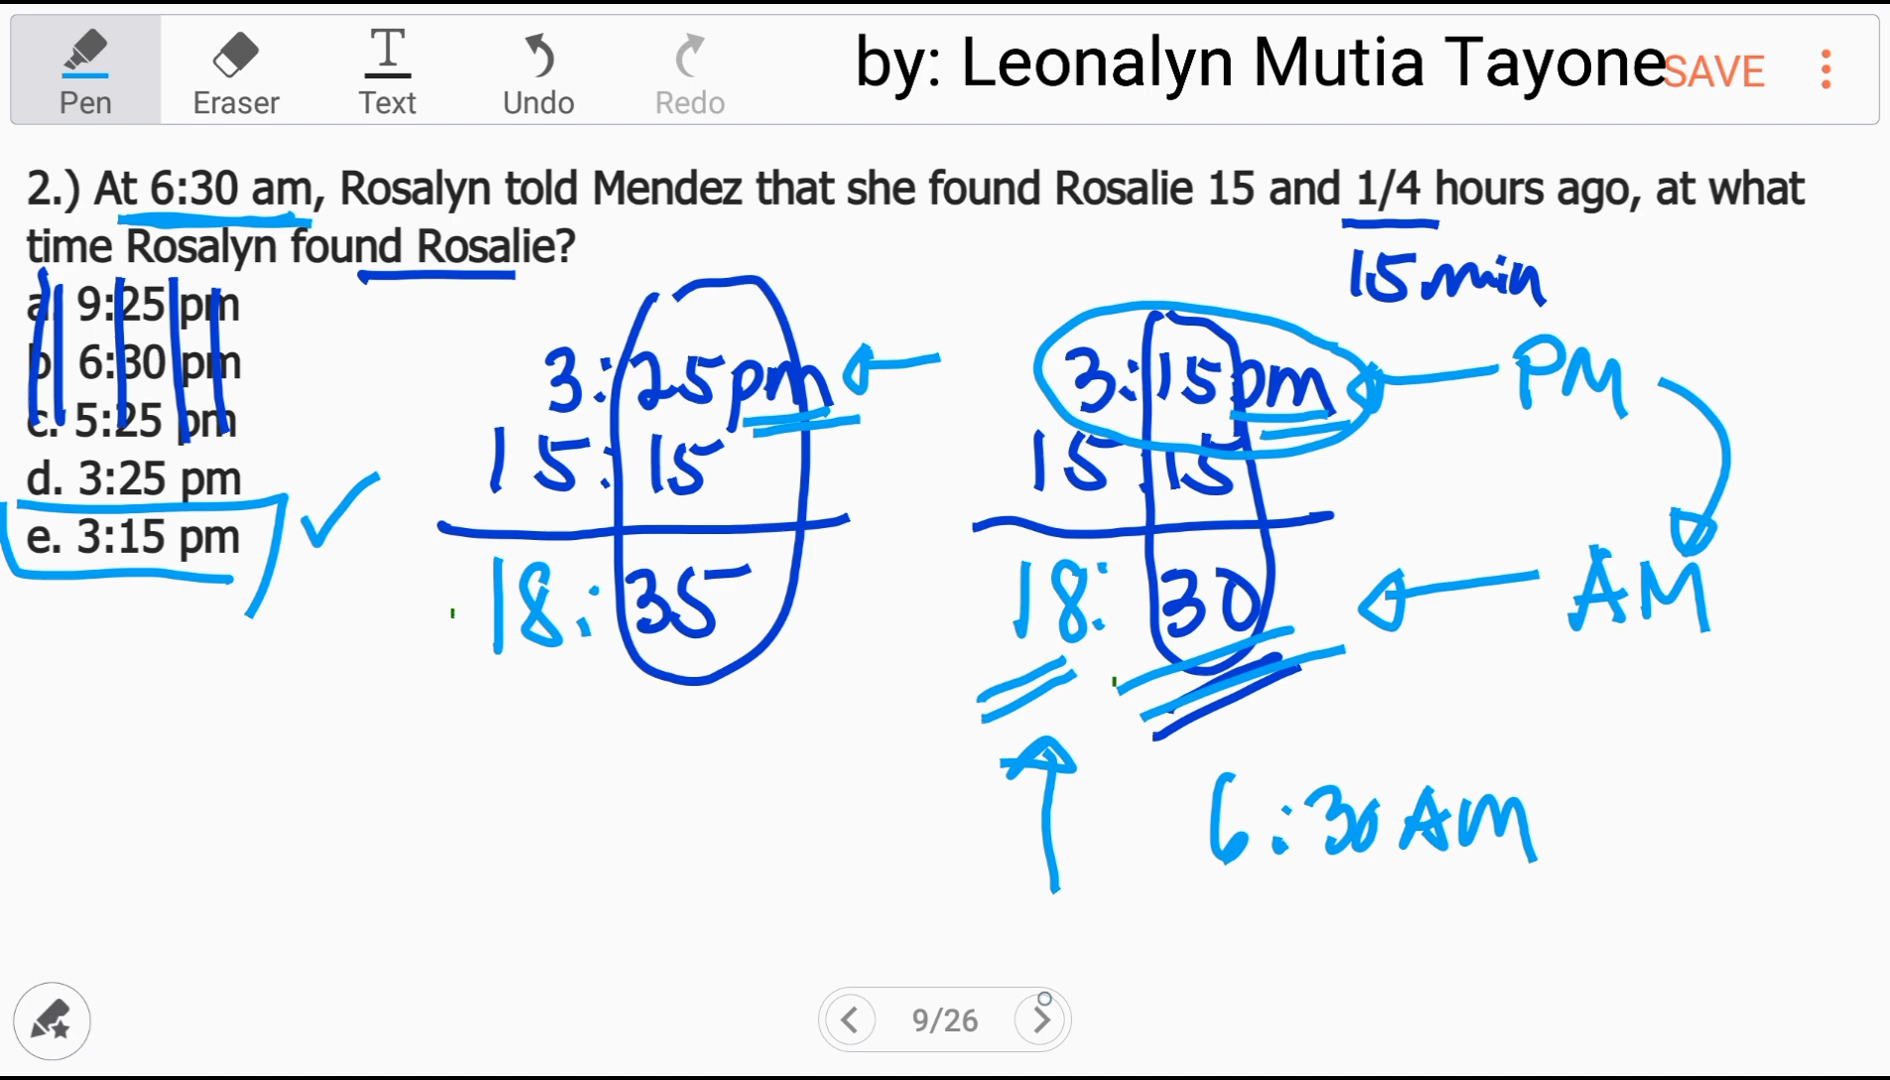 Pen Eraser Text Undo Redo by: Leonalyn Mutia Tayone SAVE
2.) At 6:30 am, Rosalyn told Mendez that she found Rosalie 15 and 1/4 hours ago, at what
time Rosalyn found Rosalie?
15 min
a. 9:25 pm
b. 6:30 pm
c. 5:25 pm
d. 3:25 pm
e. 3:15 pm
3:25pm
15:15
18:35
3:15pm
15:15
18:30
PM
AM
6:30 AM
9/26